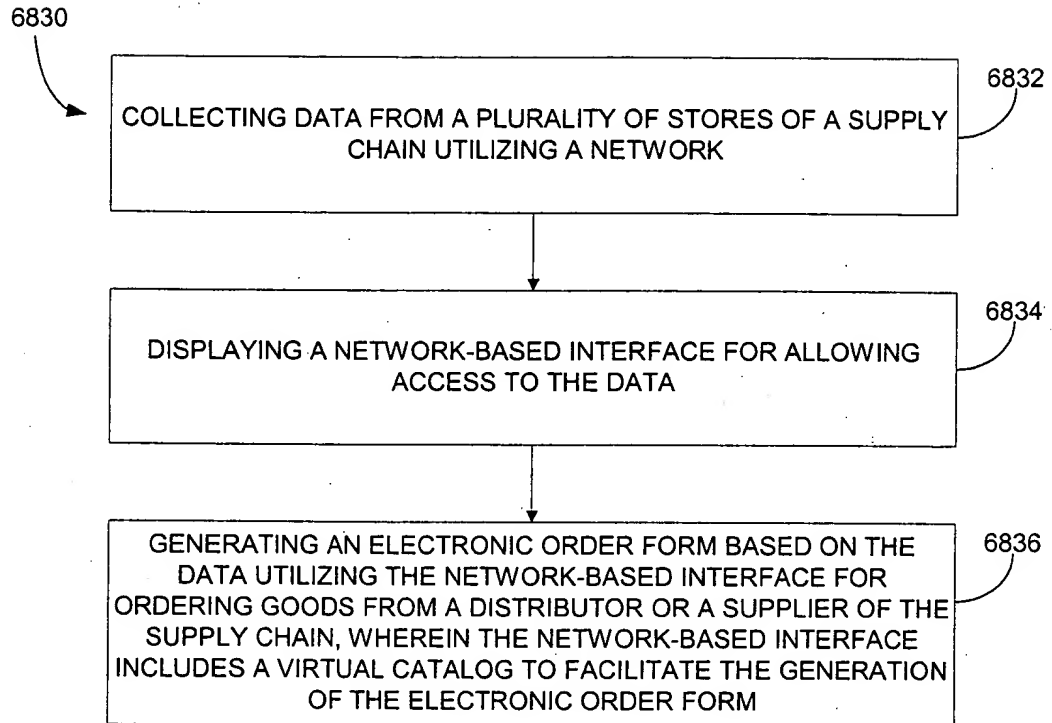 6830
6832
COLLECTING DATA FROM A PLURALITY OF STORES OF A SUPPLY
CHAIN UTILIZING A NETWORK
6834
DISPLAYING A NETWORK-BASED INTERFACE FOR ALLOWING
ACCESS TO THE DATA
6836
GENERATING AN ELECTRONIC ORDER FORM BASED ON THE
DATA UTILIZING THE NETWORK-BASED INTERFACE FOR
ORDERING GOODS FROM A DISTRIBUTOR OR A SUPPLIER OF THE
SUPPLY CHAIN, WHEREIN THE NETWORK-BASED INTERFACE
INCLUDES A VIRTUAL CATALOG TO FACILITATE THE GENERATION
OF THE ELECTRONIC ORDER FORM